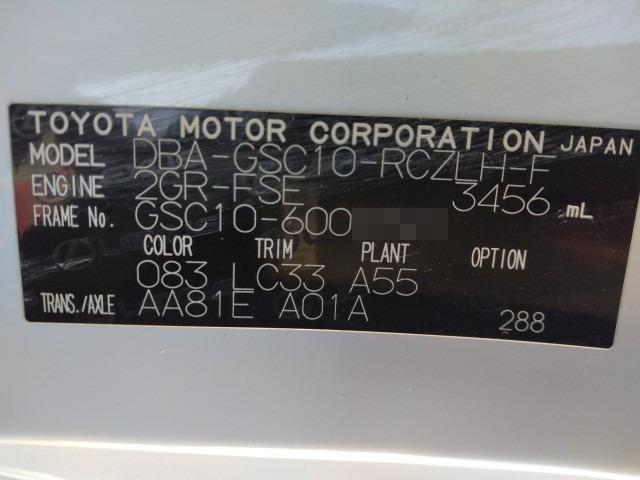 TOYOTA MOTOR CORPORATION JAPAN
MODEL DBA-GSC10-RCZLH-F
ENGINE 2GR-FSE 3456 mL
FRAME No. GSC10-600
COLOR TRIM PLANT OPTION
083 LC33 A55
TRANS./AXLE AA81E A01A 288